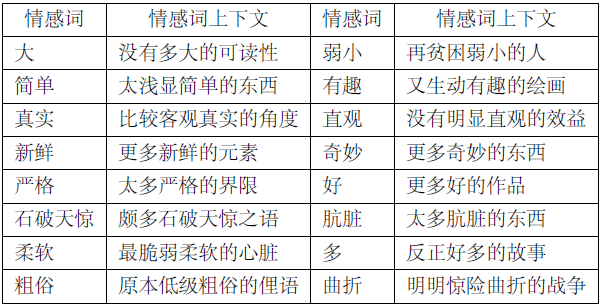 情感词 情感词上下文 情感词 情感词上下文
大 没有多大的可读性 弱小 再贫困弱小的人
简单 太浅显简单的东西 有趣 又生动有趣的绘画
真实 比较客观真实的角度 直观 没有明显直观的效益
新鲜 更多新鲜的元素 奇妙 更多奇妙的东西
严格 太多严格的界限 好 更多好的作品
石破天惊 颇多石破天惊之语 肮脏 太多肮脏的东西
柔软 最脆弱柔软的心脏 多 反正好多的故事
粗俗 原本低级粗俗的俚语 曲折 明明惊险曲折的战争